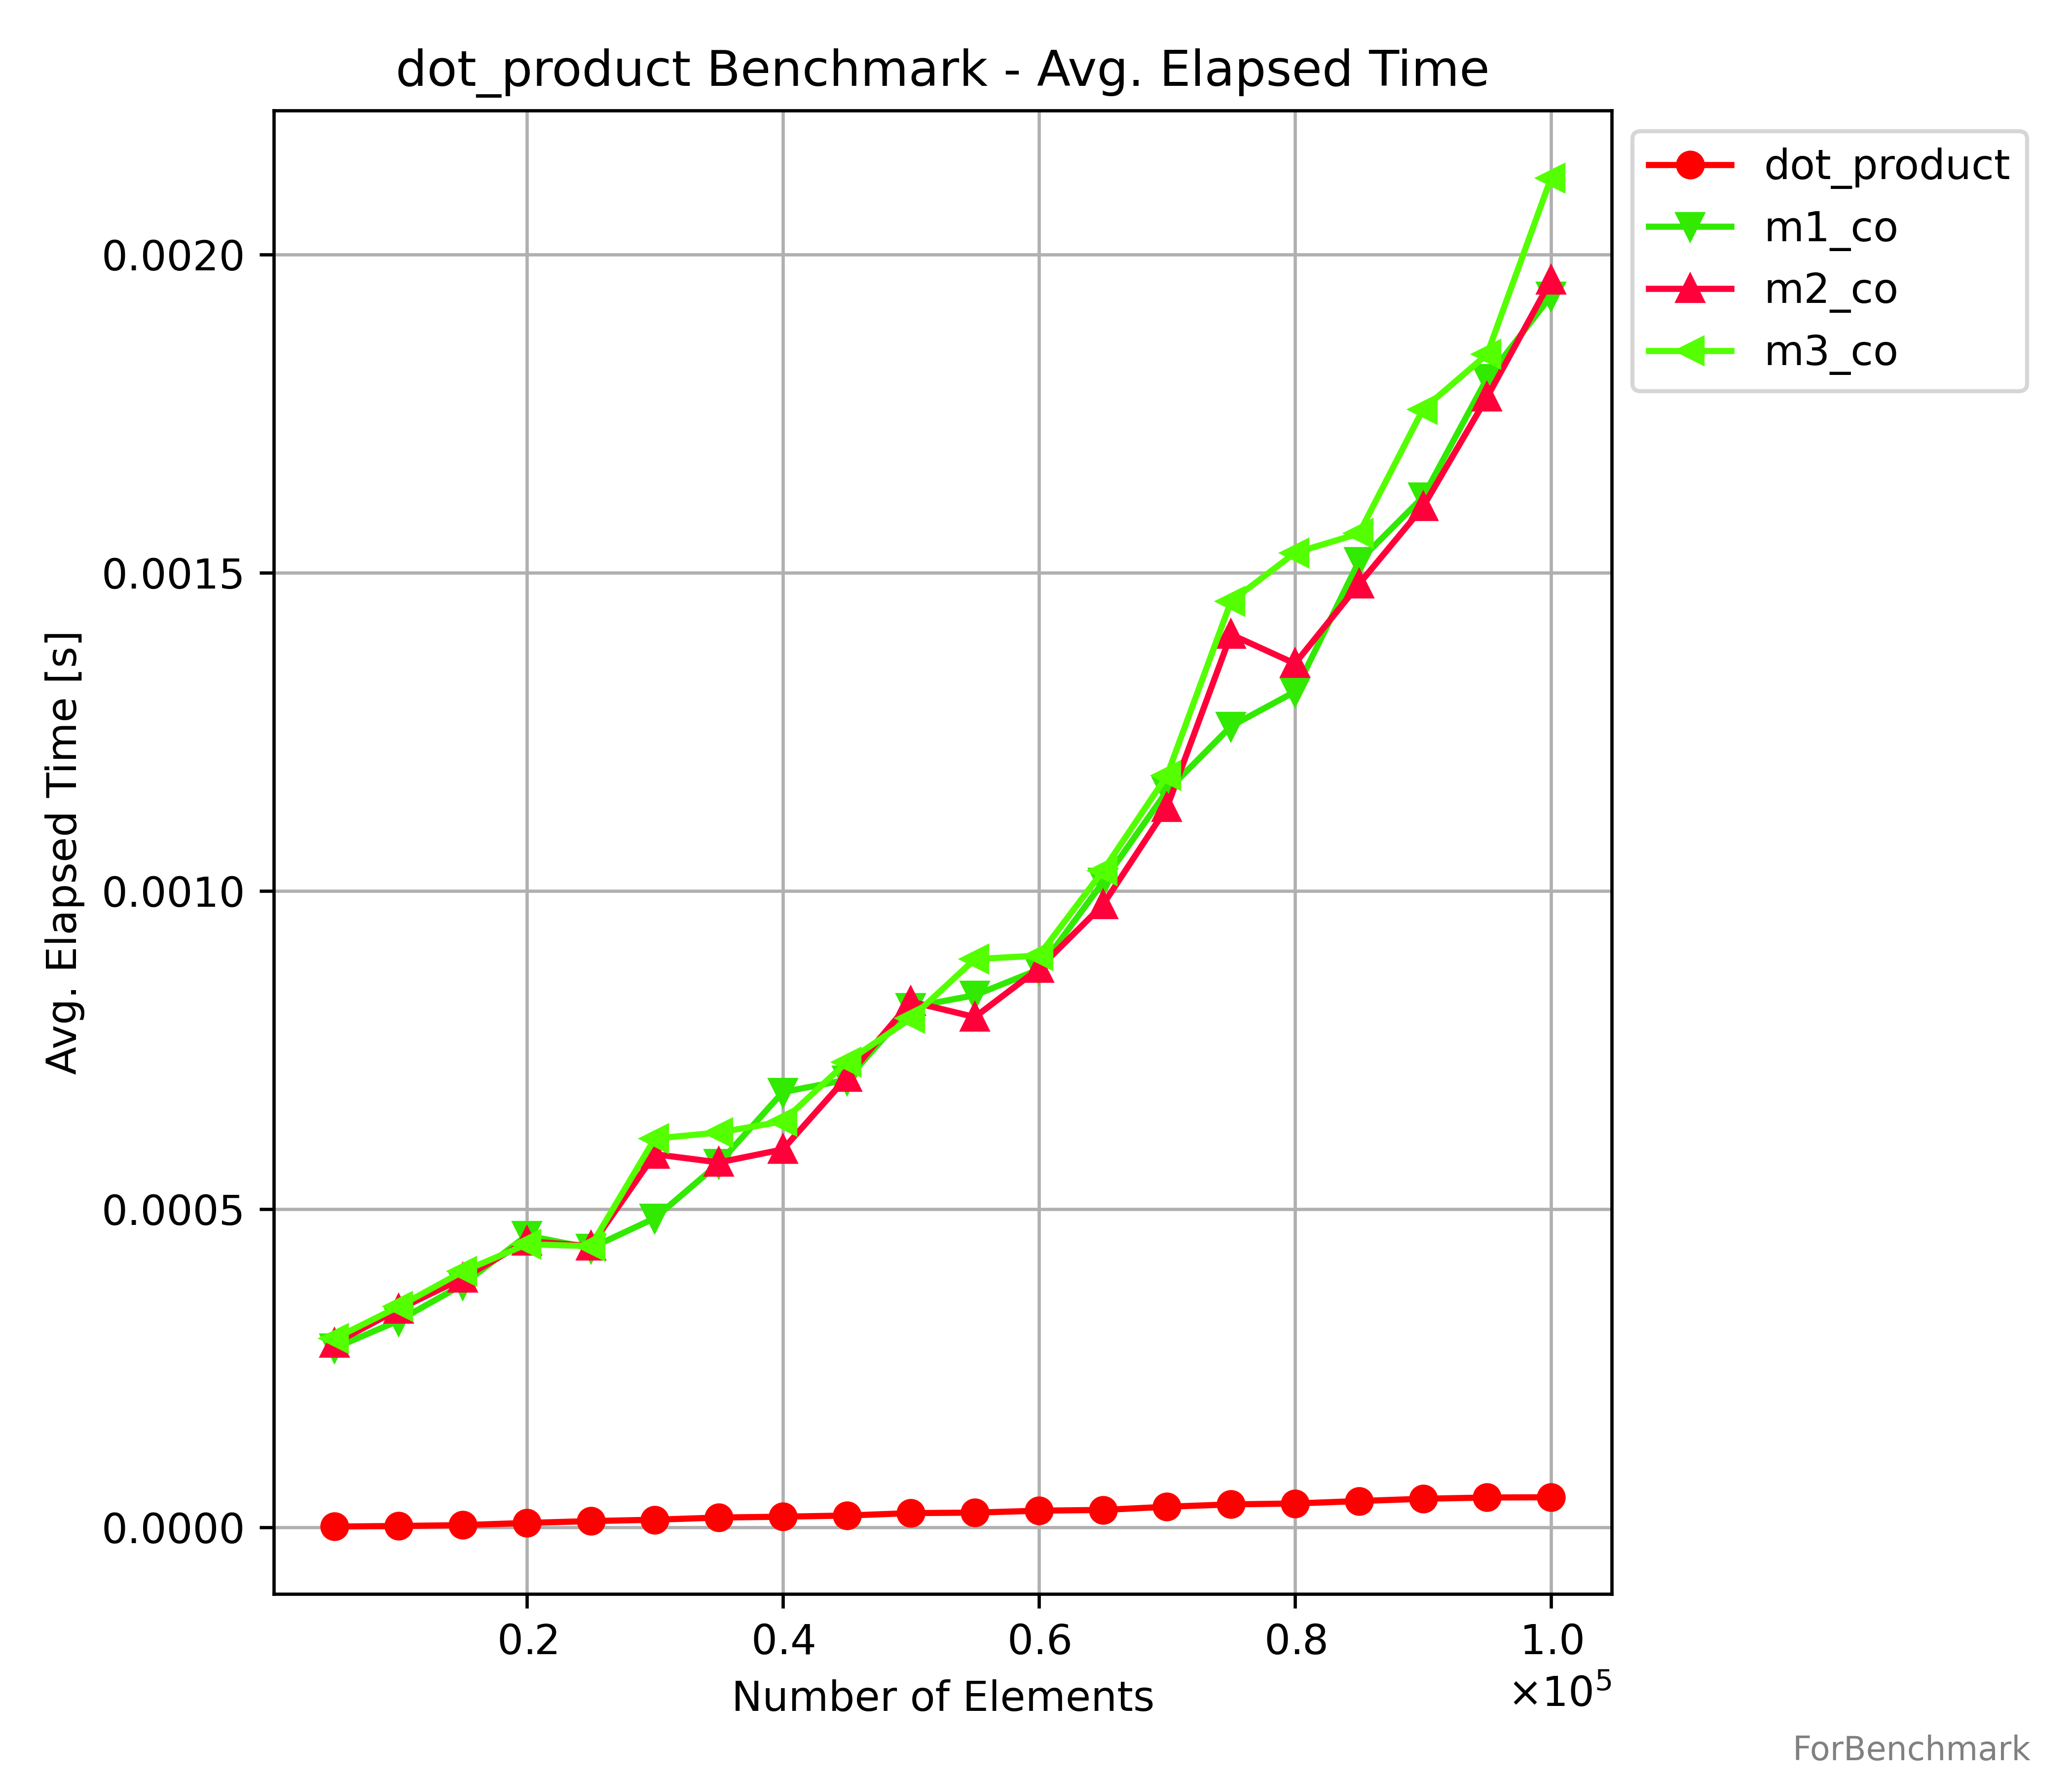 dot_product Benchmark - Avg. Elapsed Time
dot_product
m1_co
m2_co
m3_co
0.0020
0.0015
0.0010
0.0005
0.0000
Avg. Elapsed Time [s]
0.2 0.4 0.6 0.8 1.0
Number of Elements
×10⁵
ForBenchmark